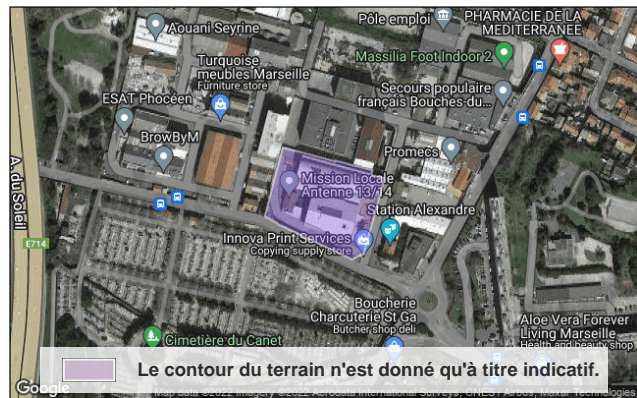 Aouani Seyrine
Pôle emploi
PHARMACIE DE LA
MEDITERRANEE
Massilia Foot Indoor 2
Turquoise
meubles Marseille
Furniture store
Secours populaire
français Bouches-du...
ESAT Phocéen
BrowByM
Promecs
A. du Soleil
Mission Locale
Antenne 13/14
Station Alexandre
E714
Innova Print Services
Copying supply store
Boucherie
Charcuterie St Ga
Butcher shop deli
Aloe Vera Forever
Living Marseille
Health and beauty shop
Cimetière du Canet
Le contour du terrain n'est donné qu'à titre indicatif.
Google
Map data ©2022 Imagery ©2022 Aerodata International Surveys, CNES / Airbus, Maxar Technologies